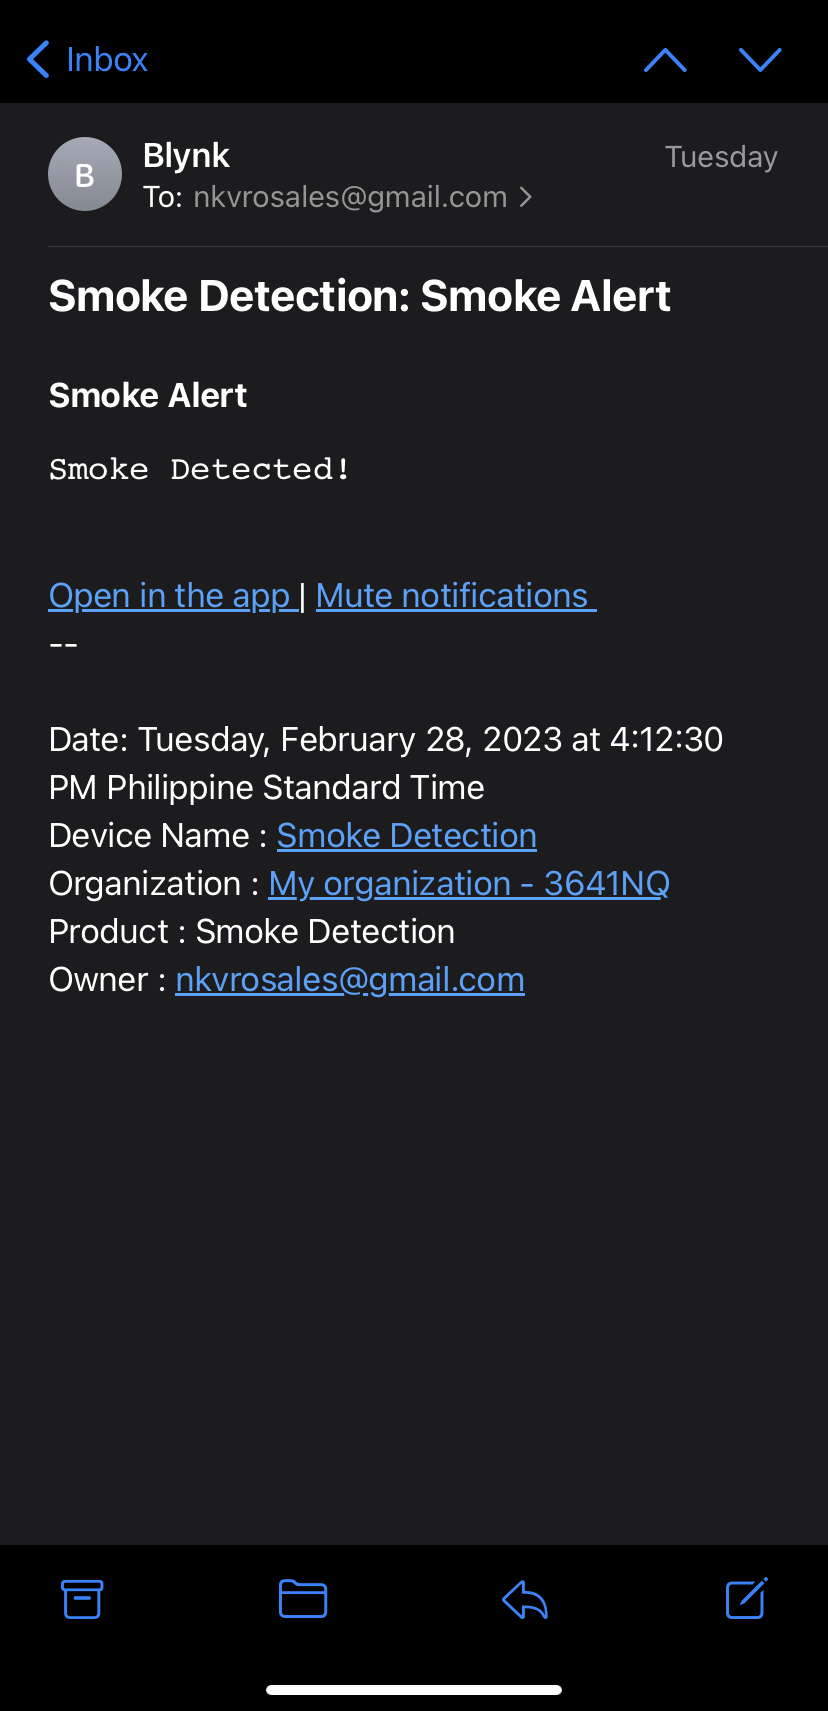 Inbox
B
Blynk
Tuesday
To: nkvrosales@gmail.com
Smoke Detection: Smoke Alert
Smoke Alert
Smoke Detected!
Open in the app | Mute notifications
--
Date: Tuesday, February 28, 2023 at 4:12:30
PM Philippine Standard Time
Device Name : Smoke Detection
Organization : My organization - 3641NQ
Product : Smoke Detection
Owner : nkvrosales@gmail.com